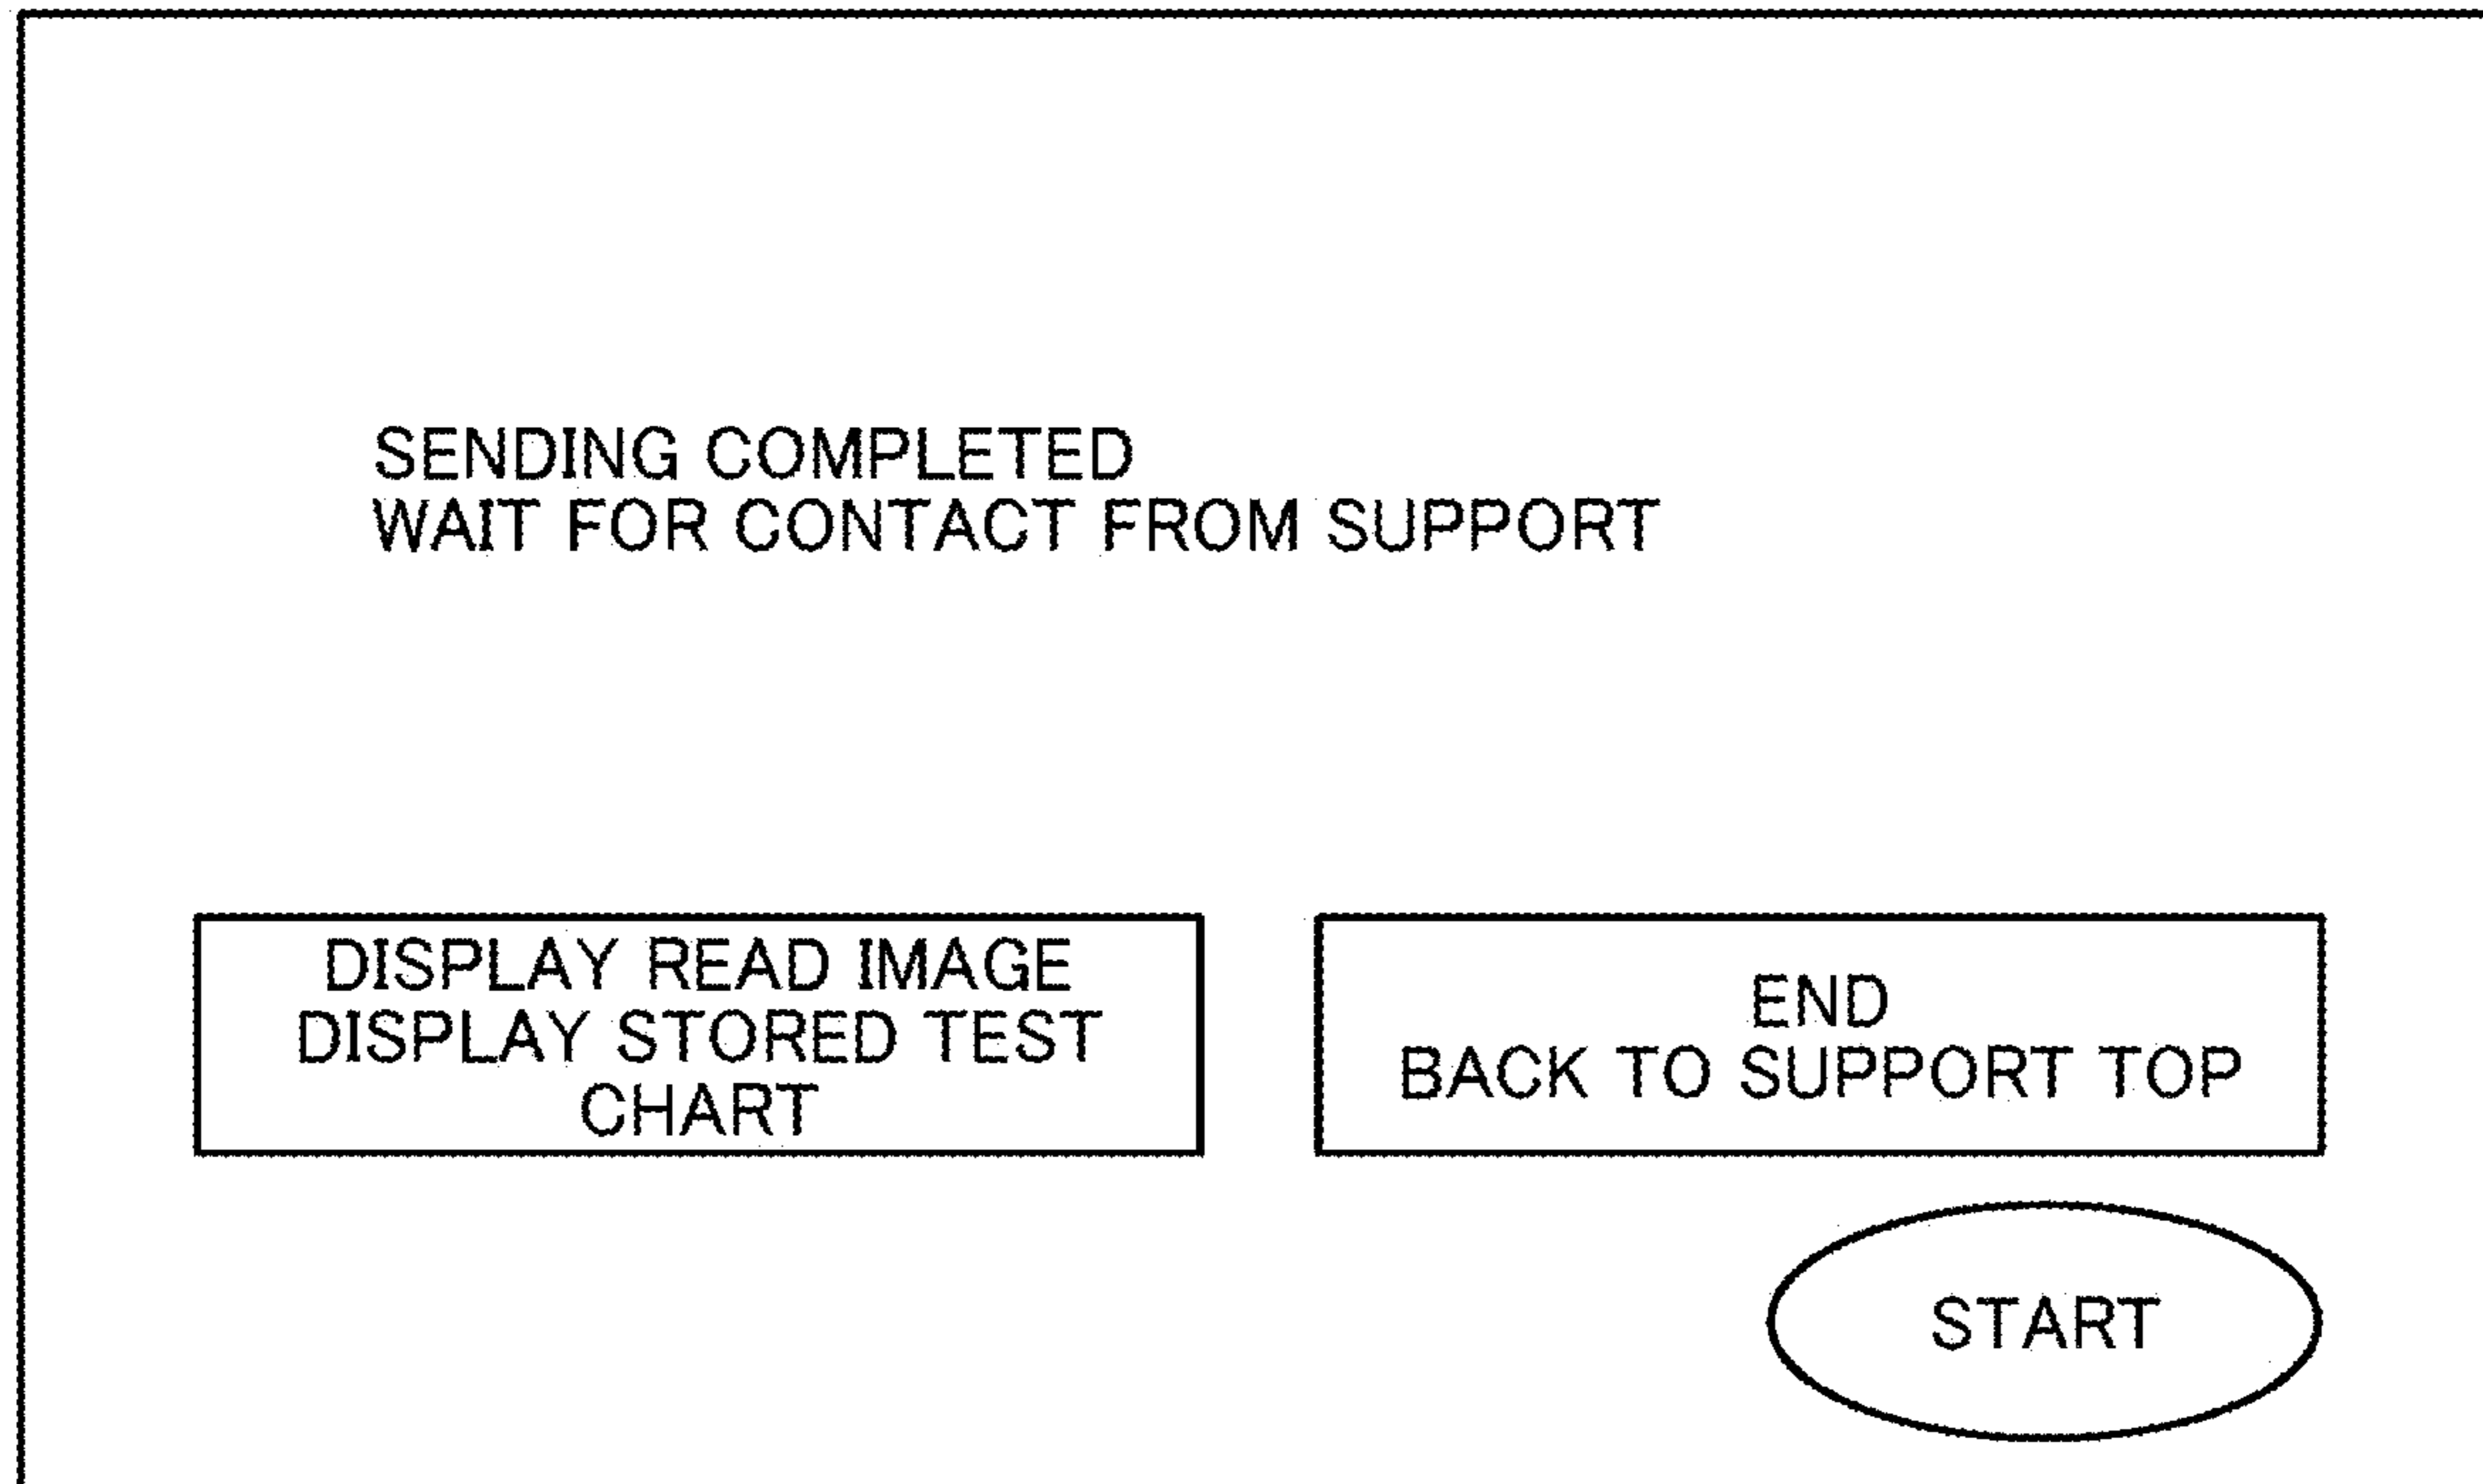 SENDING COMPLETED
WAIT FOR CONTACT FROM SUPPORT
DISPLAY READ IMAGE
DISPLAY STORED TEST
CHART
END
BACK TO SUPPORT TOP
START